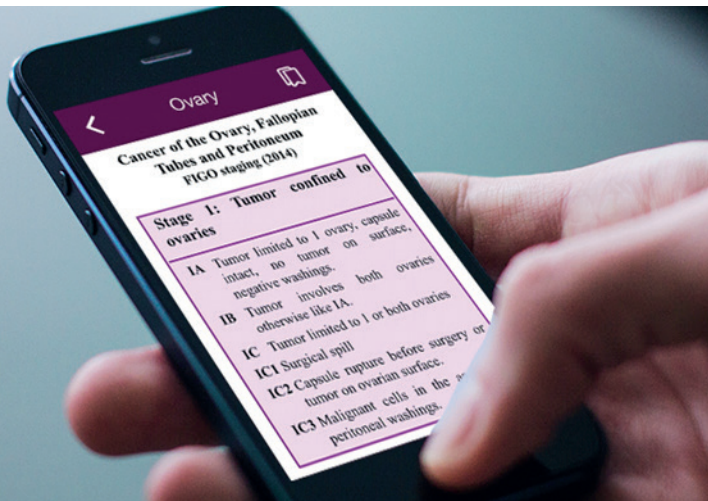 Ovary
Cancer of the Ovary, Fallopian
Tubes and Peritoneum
FIGO staging (2014)
Stage 1: Tumor confined to
ovaries
IA Tumor limited to 1 ovary, capsule
intact, no tumor on surface,
negative washings.
IB Tumor involves both ovaries
otherwise like IA.
IC Tumor limited to 1 or both ovaries
IC1 Surgical spill
IC2 Capsule rupture before surgery or
tumor on ovarian surface.
IC3 Malignant cells in the
peritoneal washings.